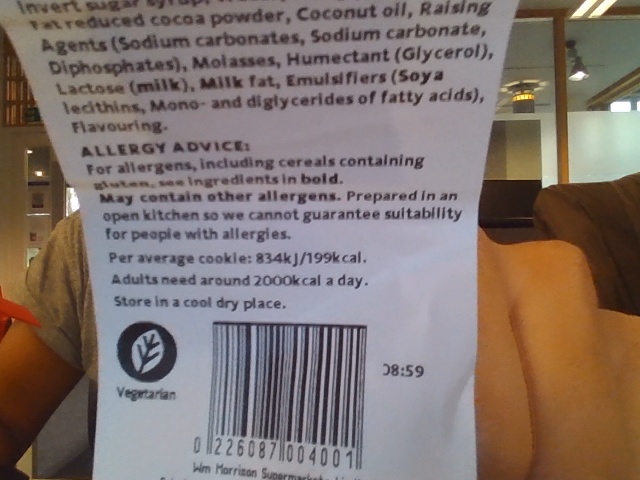 Invert sugar syrup,
Fat reduced cocoa powder, Coconut oil, Raising
Agents (Sodium carbonates, Sodium carbonate,
Diphosphates), Molasses, Humectant (Glycerol),
Lactose (milk), Milk fat, Emulsifiers (Soya
lecithins, Mono- and diglycerides of fatty acids),
Flavouring.
ALLERGY ADVICE:
For allergens, including cereals containing
gluten, see ingredients in bold.
May contain other allergens. Prepared in an
open kitchen so we cannot guarantee suitability
for people with allergies.
Per average cookie: 834kJ/199kcal.
Adults need around 2000kcal a day.
Store in a cool dry place.
Vegetarian
08:59
0 226087 004001
Wm Morrison Supermarkets